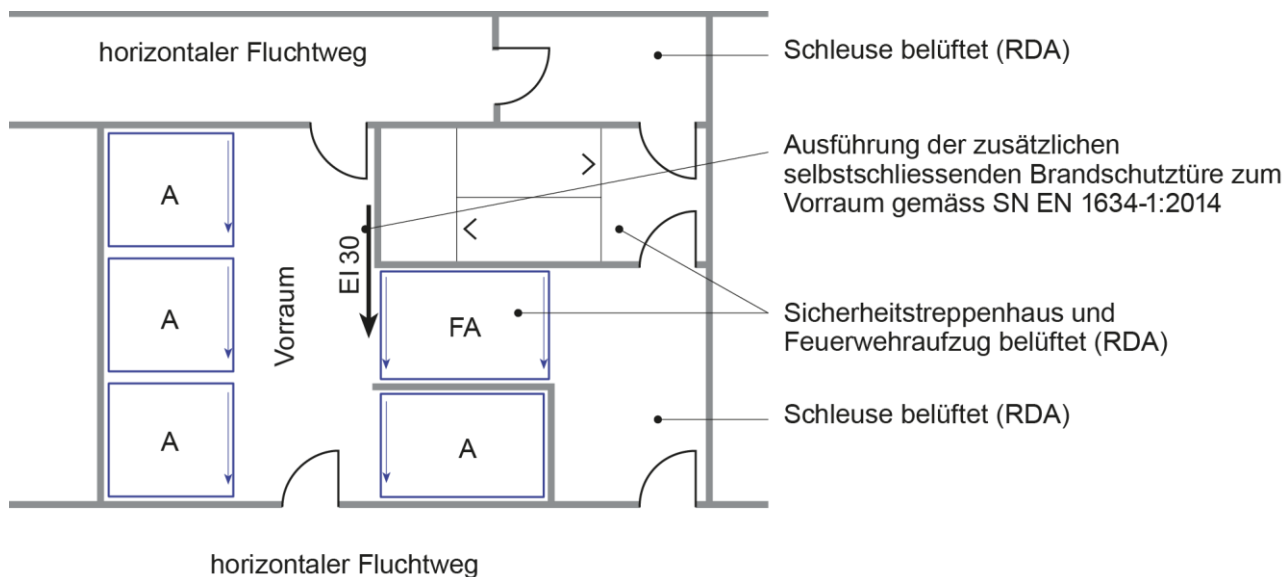 horizontaler Fluchtweg
Schleuse belüftet (RDA)
Ausführung der zusätzlichen
selbstschliessenden Brandschutztüre zum
Vorraum gemäss SN EN 1634-1:2014
A
A
A
Vorraum
EI 30
FA
A
Sicherheitstreppenhaus und
Feuerwehraufzug belüftet (RDA)
Schleuse belüftet (RDA)
horizontaler Fluchtweg